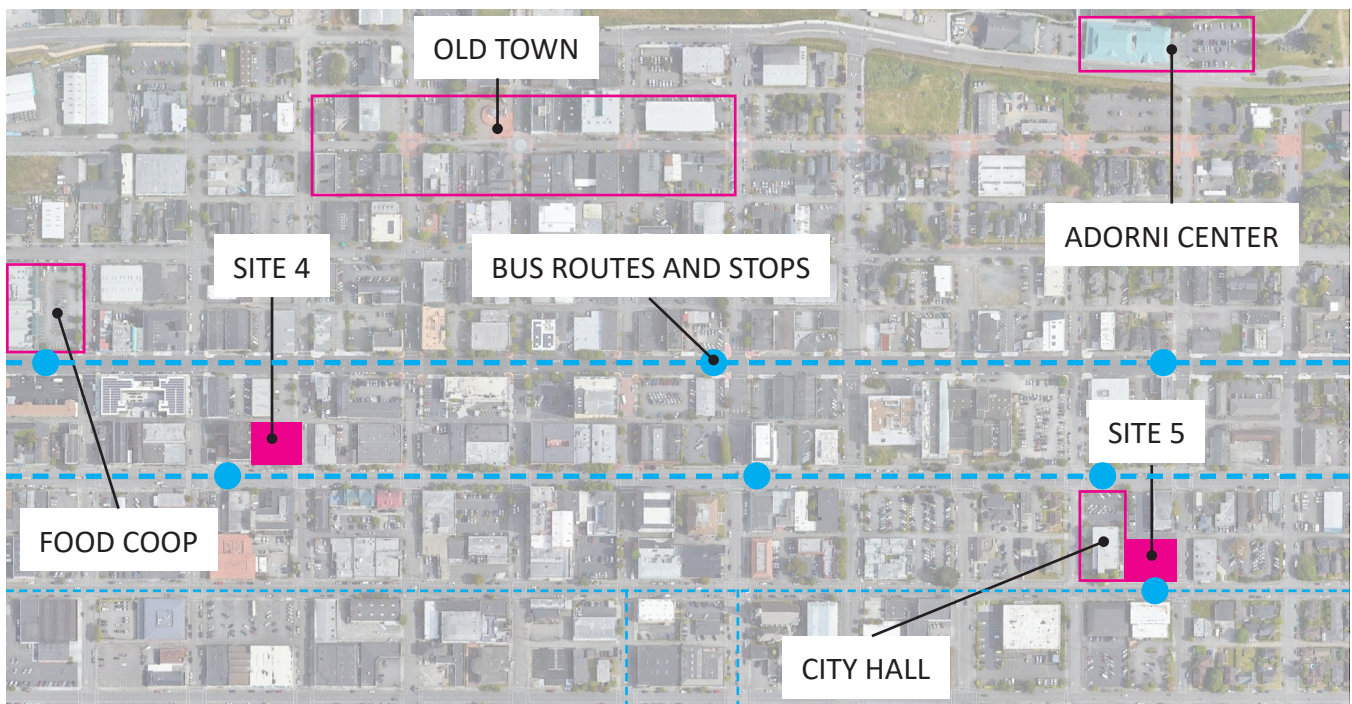 OLD TOWN
ADORNI CENTER
SITE 4
BUS ROUTES AND STOPS
SITE 5
FOOD COOP
CITY HALL